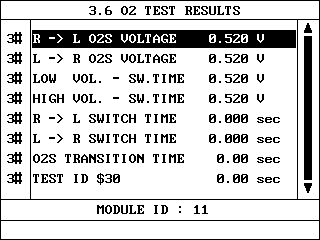 3.6 O2 TEST RESULTS
3# R -> L O2S VOLTAGE 0.520 V
3# L -> R O2S VOLTAGE 0.520 V
3# LOW VOL. - SW.TIME 0.520 V
3# HIGH VOL. - SW.TIME 0.520 V
3# R -> L SWITCH TIME 0.000 sec
3# L -> R SWITCH TIME 0.000 sec
3# O2S TRANSITION TIME 0.00 sec
3# TEST ID $30 0.00 sec
MODULE ID : 11